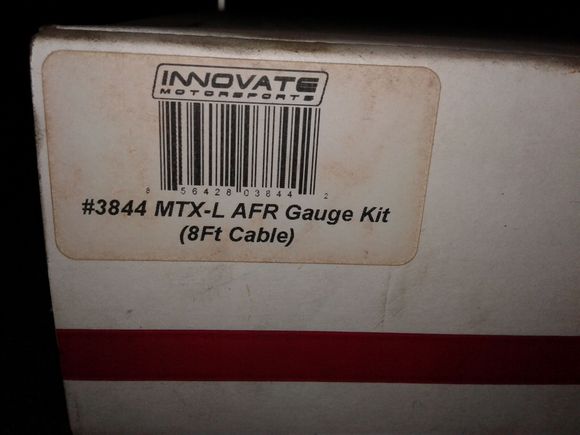 INNOVATE
MOTORSPORTS
8 56428 03844 2
#3844 MTX-L AFR Gauge Kit
(8Ft Cable)